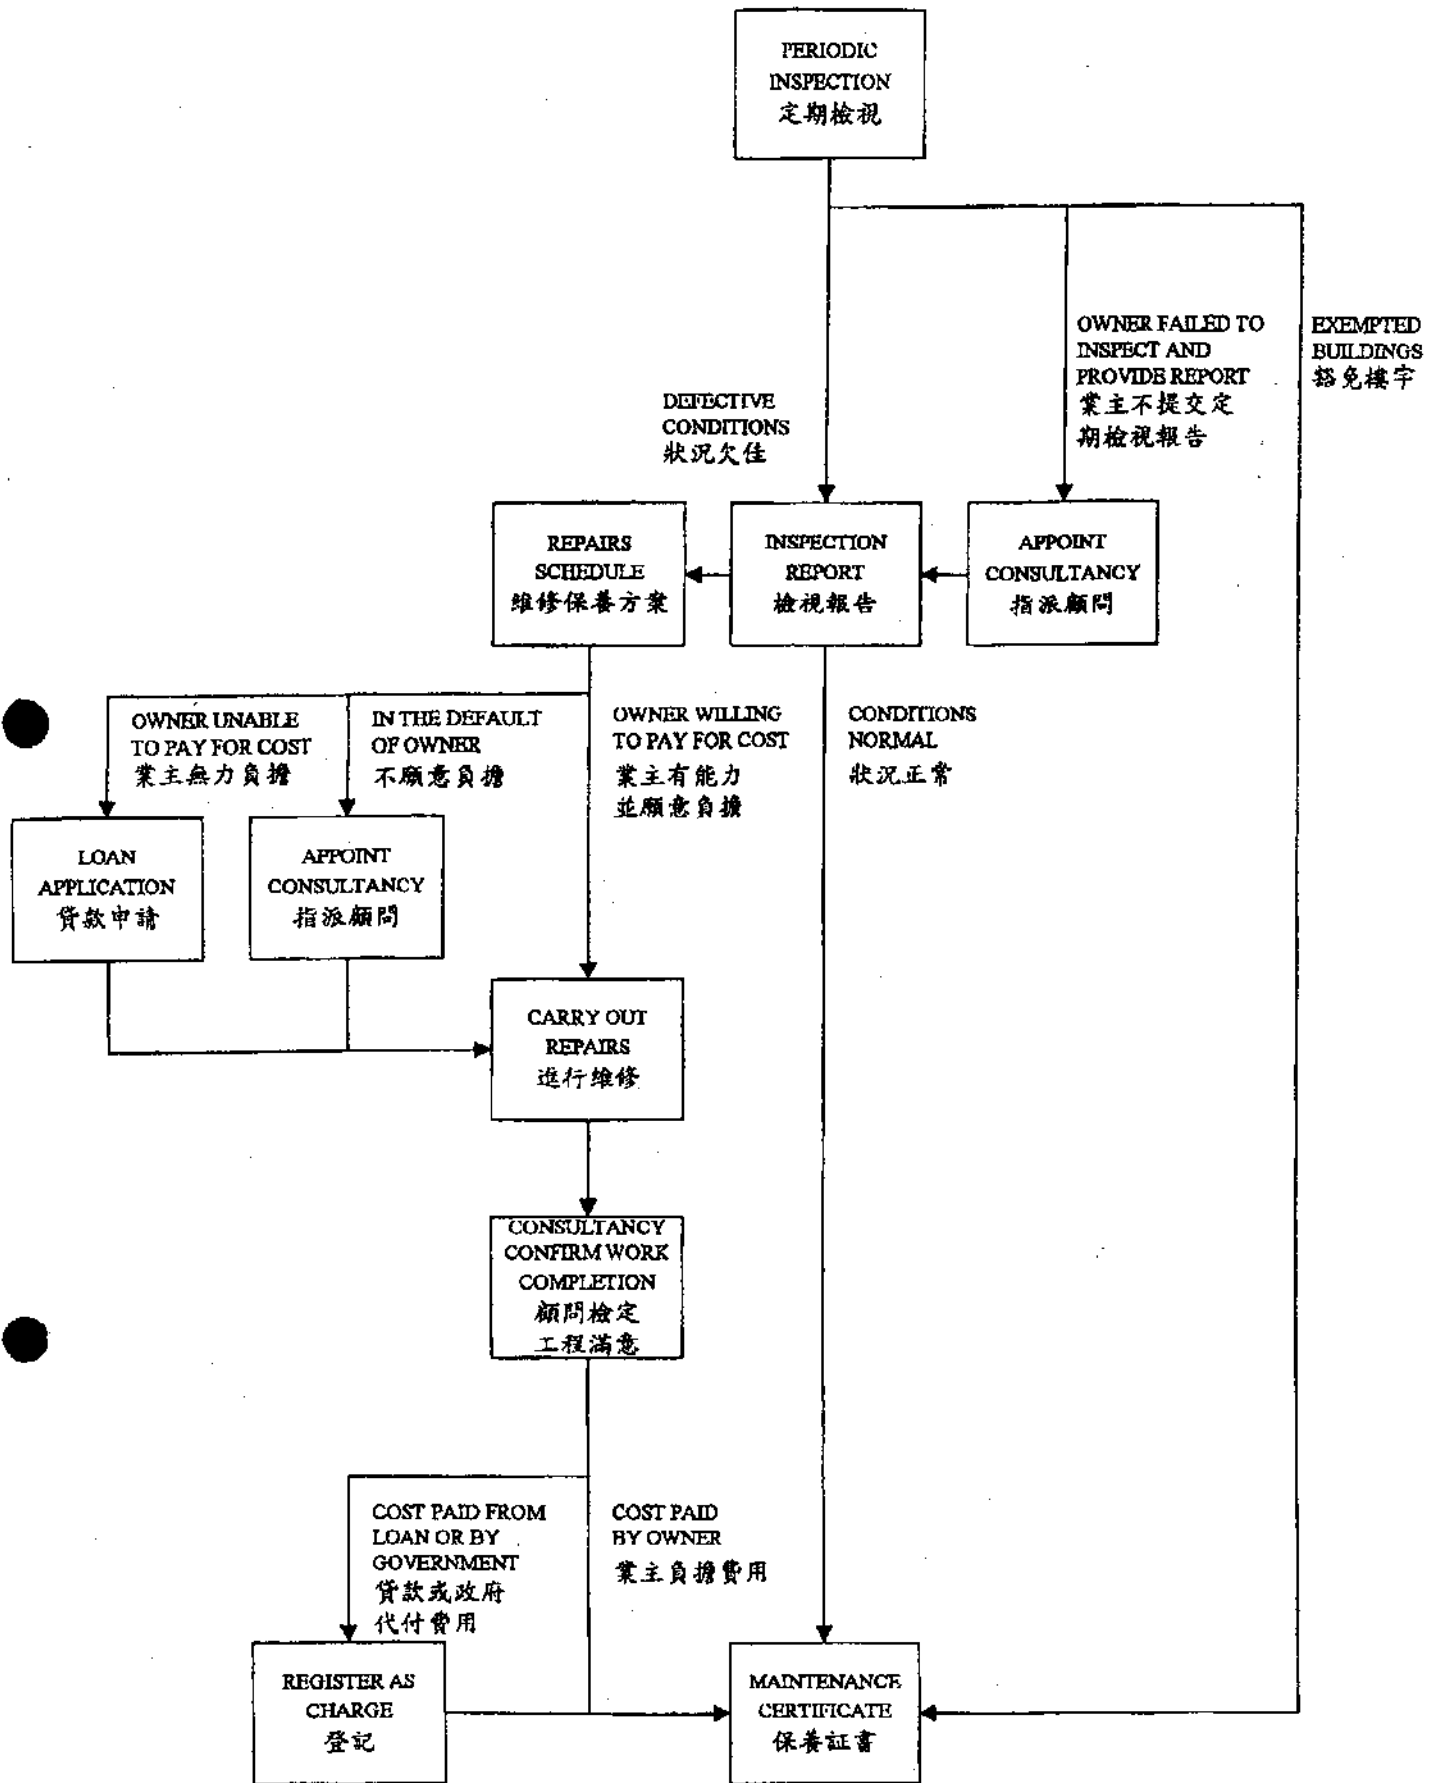 PERIODIC
INSPECTION
定期檢視
OWNER FAILED TO
INSPECT AND
PROVIDE REPORT
業主不提交定
期檢視報告
EXEMPTED
BUILDINGS
豁免樓宇
DEFECTIVE
CONDITIONS
狀況欠佳
REPAIRS
SCHEDULE
維修保養方案
INSPECTION
REPORT
檢視報告
APPOINT
CONSULTANCY
指派顧問
OWNER UNABLE
TO PAY FOR COST
業主無力負擔
IN THE DEFAULT
OF OWNER
不願意負擔
OWNER WILLING
TO PAY FOR COST
業主有能力
並願意負擔
CONDITIONS
NORMAL
狀況正常
LOAN
APPLICATION
貸款申請
APPOINT
CONSULTANCY
指派顧問
CARRY OUT
REPAIRS
進行維修
CONSULTANCY
CONFIRM WORK
COMPLETION
顧問檢定
工程滿意
COST PAID FROM
LOAN OR BY
GOVERNMENT
貸款或政府
代付費用
COST PAID
BY OWNER
業主負擔費用
REGISTER AS
CHARGE
登記
MAINTENANCE
CERTIFICATE
保養証書